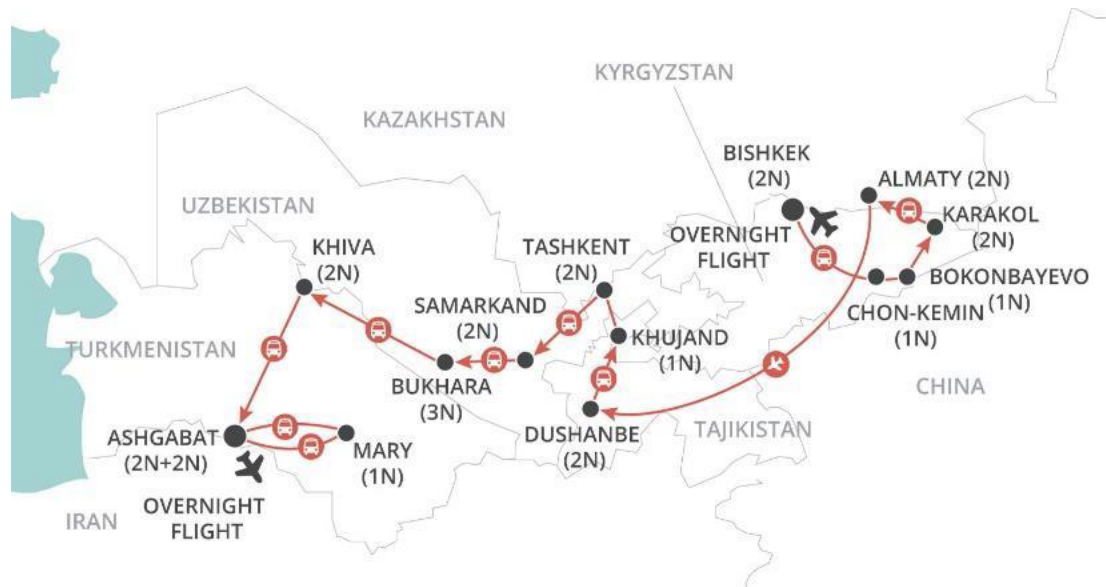 KYRGYZSTAN
KAZAKHSTAN
BISHKEK
(2N)
ALMATY (2N)
UZBEKISTAN
KARAKOL
(2N)
OVERNIGHT
FLIGHT
KHIVA
(2N)
TASHKENT
(2N)
BOKONBAYEVO
(1N)
SAMARKAND
(2N)
CHON-KEMIN
(1N)
KHUJAND
(1N)
TURKMENISTAN
BUKHARA
(3N)
CHINA
DUSHANBE
(2N)
TAJIKISTAN
ASHGABAT
(2N+2N)
MARY
(1N)
OVERNIGHT
FLIGHT
IRAN